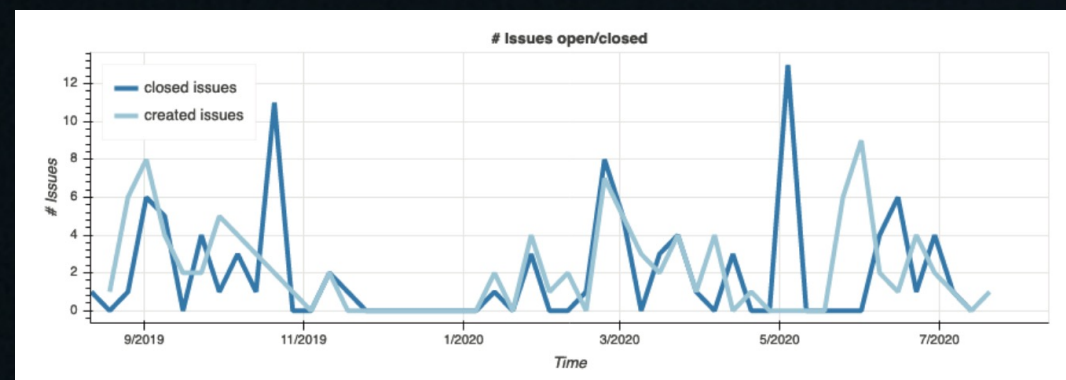 # Issues open/closed
closed issues
created issues
# Issues
12
10
8
6
4
2
0
9/2019
11/2019
1/2020
3/2020
5/2020
7/2020
Time